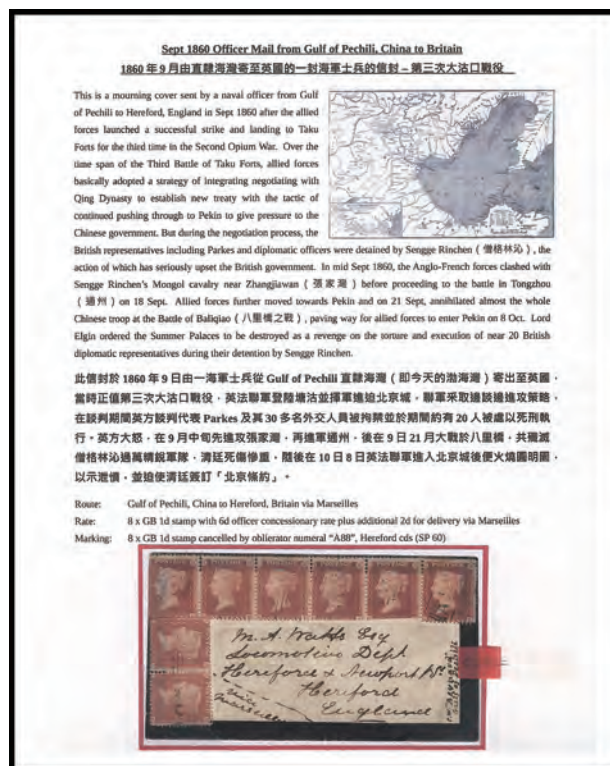 Sept 1860 Officer Mail from Gulf of Pechili, China to Britain
1860 年 9 月由直隸海灣寄至英國的一封海軍士兵的信封 – 第三次大沽口戰役
This is a mourning cover sent by a naval officer from Gulf
of Pechili to Hereford, England in Sept 1860 after the allied
forces launched a successful strike and landing to Taku
Forts for the third time in the Second Opium War. Over the
time span of the Third Battle of Taku Forts, allied forces
basically adopted a strategy of integrating negotiating with
Qing Dynasty to establish new treaty with the tactic of
continued pushing through to Pekin to give pressure to the
Chinese government. But during the negotiation process, the
British representatives including Parkes and diplomatic officers were detained by Sengge Rinchen ( 僧格林沁 ) , the
action of which has seriously upset the British government. In mid Sept 1860, the Anglo-French forces clashed with
Sengge Rinchen's Mongol cavalry near Zhangjiawan ( 張家灣 ) before proceeding to the battle in Tongzhou
( 通州 ) on 18 Sept. Allied forces further moved towards Pekin and on 21 Sept, annihilated almost the whole
Chinese troop at the Battle of Baliqiao ( 八里橋之戰 ) , paving way for allied forces to enter Pekin on 8 Oct. Lord
Elgin ordered the Summer Palaces to be destroyed as a revenge on the torture and execution of near 20 British
diplomatic representatives during their detention by Sengge Rinchen.
此信封於 1860 年 9 日由一海軍士兵從 Gulf of Pechili 直隸海灣 ( 即今天的渤海灣 ) 寄出至英國，
當時正值第三次大沽口戰役，英法聯軍登陸塘沽並揮軍進迫北京城，聯軍采取邊談邊進攻策略，
在談判期間英方談判代表 Parkes 及其 30 多名外交人員被拘禁並於期間約有 20 人被處以死刑執
行。英方大怒，在 9 月中旬先進攻張家灣，再進軍通州，後在 9 日 21 月大戰於八里橋，共殲滅
僧格林沁過萬精銳軍隊，清廷死傷慘重，隨後在 10 日 8 日英法聯軍進入北京城後便火燒圓明園，
以示泄憤，並迫使清廷簽訂「北京條約」。
Route: Gulf of Pechili, China to Hereford, Britain via Marseilles
Rate: 8 x GB 1d stamp with 6d officer concessionary rate plus additional 2d for delivery via Marseilles
Marking: 8 x GB 1d stamp cancelled by obliterator numeral "A88", Hereford cds (SP 60)
M. A. Watts Esq
Locomotive Dept
Hereford & Newport
Hereford
England
via
Marseilles